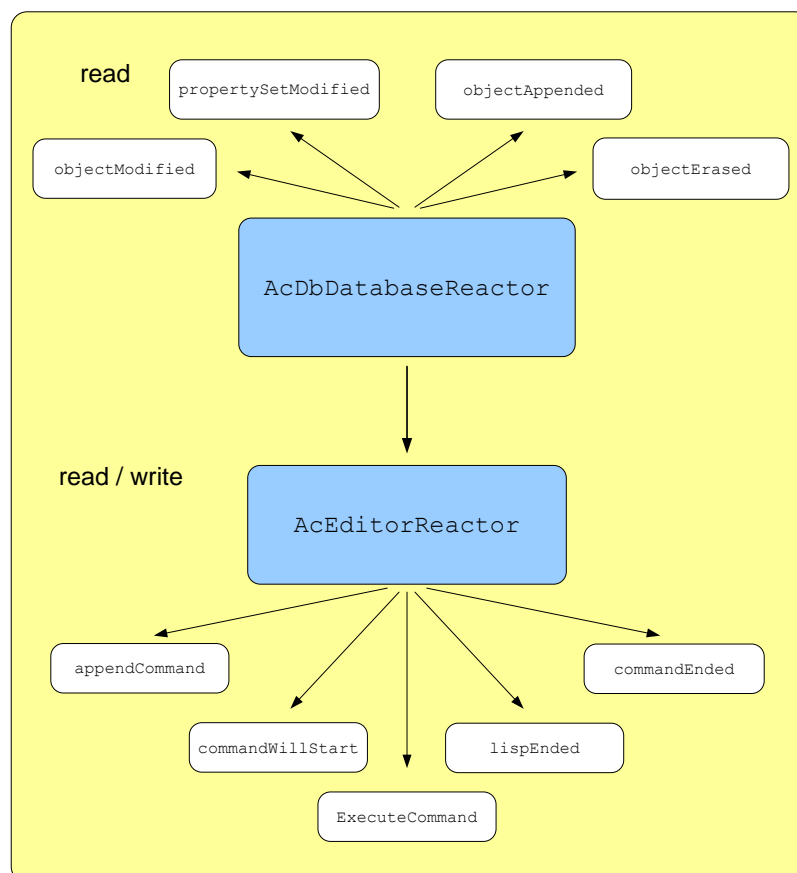 read
propertySetModified
objectAppended
objectModified
objectErased
AcDbDatabaseReactor
read / write
AcEditorReactor
appendCommand
commandEnded
commandWillStart
lispEnded
ExecuteCommand